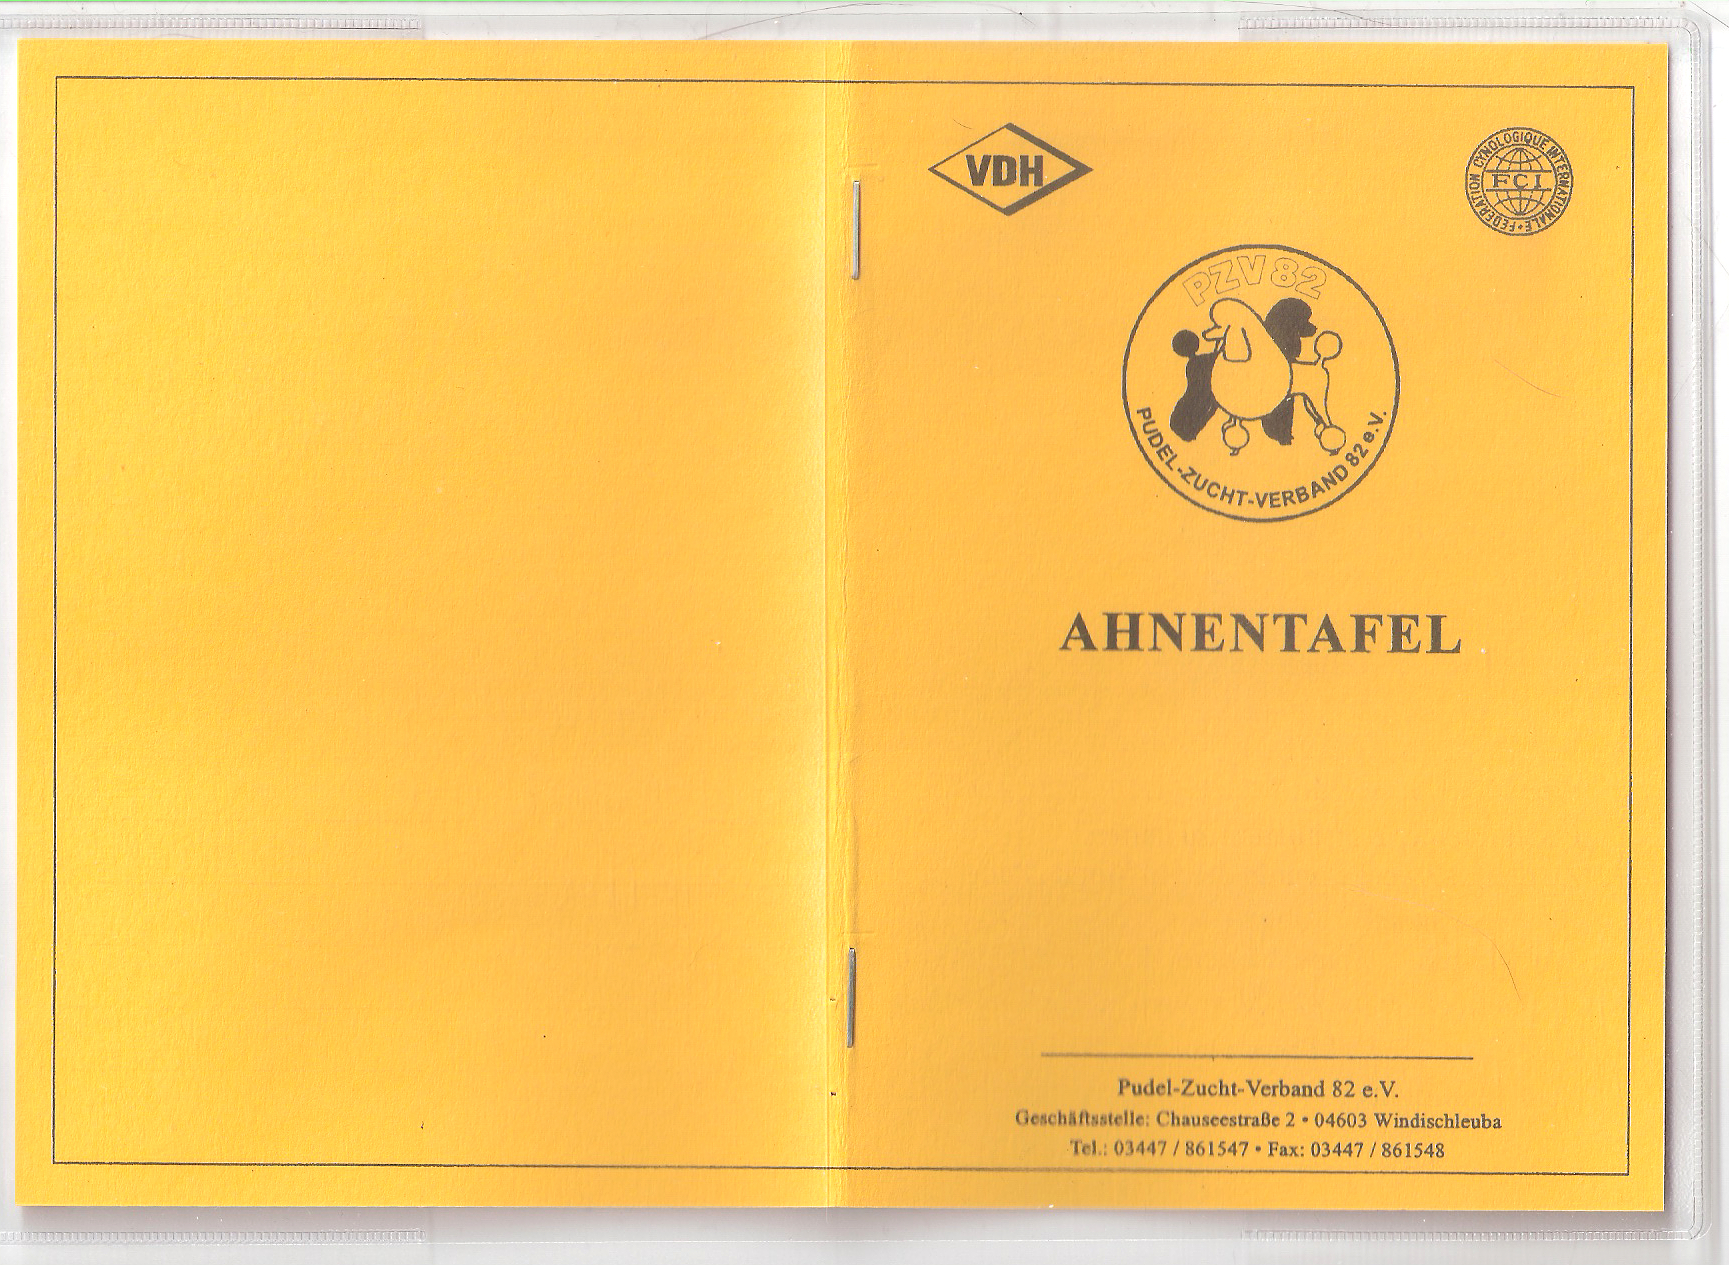 VDH
FEDERATION CYNOLOGIQUE INTERNATIONALE
FCI
PZV 82
PUDEL-ZUCHT-VERBAND 82 e.V.
AHNENTAFEL
Pudel-Zucht-Verband 82 e.V.
Geschäftsstelle: Chauseestraße 2 • 04603 Windischleuba
Tel.: 03447 / 861547 • Fax: 03447 / 861548